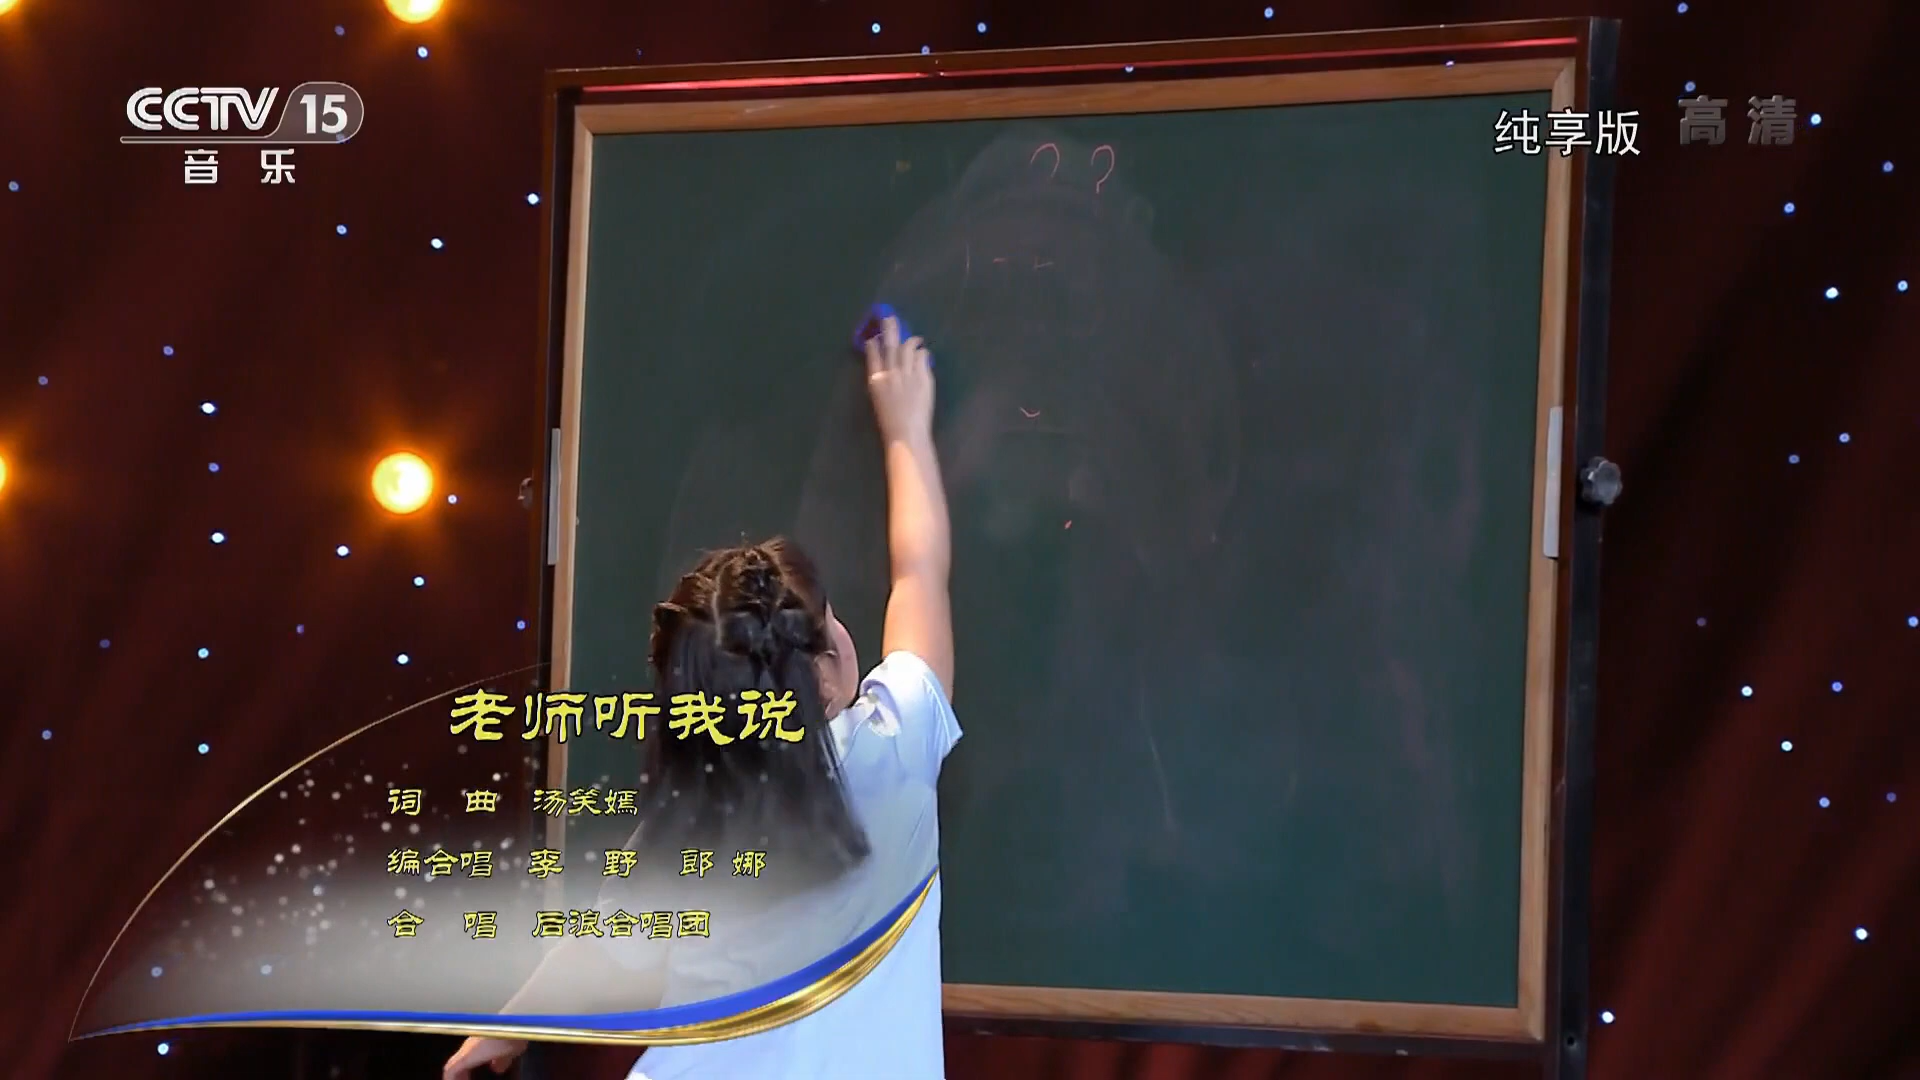 CCTV 15
音 乐
纯享版 高清
? ?
老师听我说
词 曲 汤笑嫣
编合唱 李 野 郎 娜
合 唱 后浪合唱团